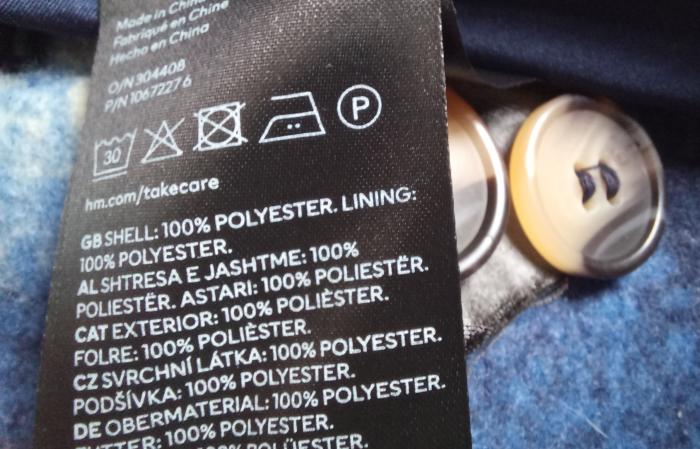 Made in China
Fabriqué en Chine
Hecho en China
O/N 304408
P/N 10672276
30
P
hm.com/takecare
GB SHELL: 100% POLYESTER. LINING:
100% POLYESTER.
AL SHTRESA E JASHTME: 100%
POLIESTËR. ASTARI: 100% POLIESTËR.
CAT EXTERIOR: 100% POLIÈSTER.
FOLRE: 100% POLIÈSTER.
CZ SVRCHNÍ LÁTKA: 100% POLYESTER.
PODŠÍVKA: 100% POLYESTER.
DE OBERMATERIAL: 100% POLYESTER.
FUTTER: 100% POLYESTER.